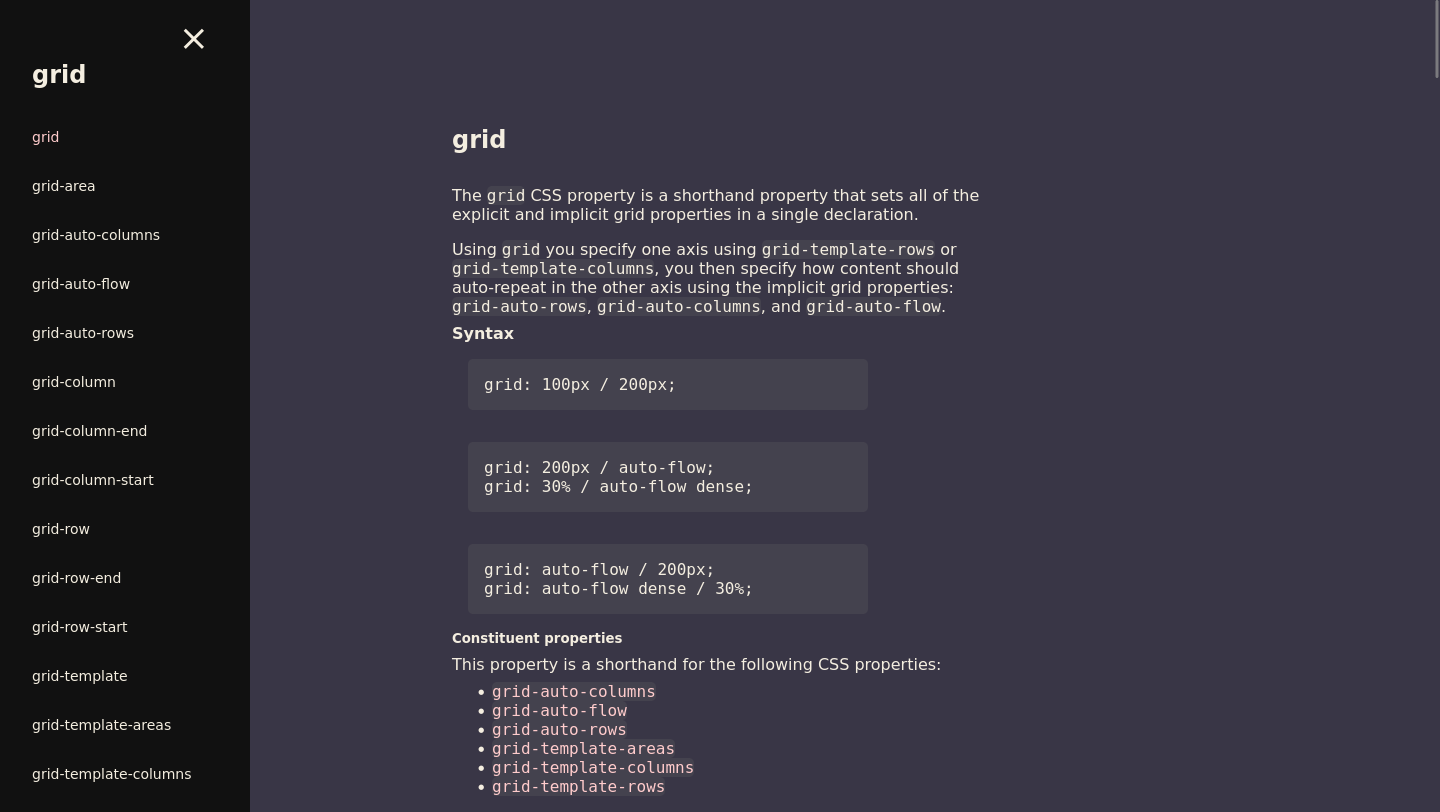 grid
grid
grid-area
grid-auto-columns
grid-auto-flow
grid-auto-rows
grid-column
grid-column-end
grid-column-start
grid-row
grid-row-end
grid-row-start
grid-template
grid-template-areas
grid-template-columns
grid
The grid CSS property is a shorthand property that sets all of the
explicit and implicit grid properties in a single declaration.
Using grid you specify one axis using grid-template-rows or
grid-template-columns, you then specify how content should
auto-repeat in the other axis using the implicit grid properties:
grid-auto-rows, grid-auto-columns, and grid-auto-flow.
Syntax
grid: 100px / 200px;
grid: 200px / auto-flow;
grid: 30% / auto-flow dense;
grid: auto-flow / 200px;
grid: auto-flow dense / 30%;
Constituent properties
This property is a shorthand for the following CSS properties:
• grid-auto-columns
• grid-auto-flow
• grid-auto-rows
• grid-template-areas
• grid-template-columns
• grid-template-rows